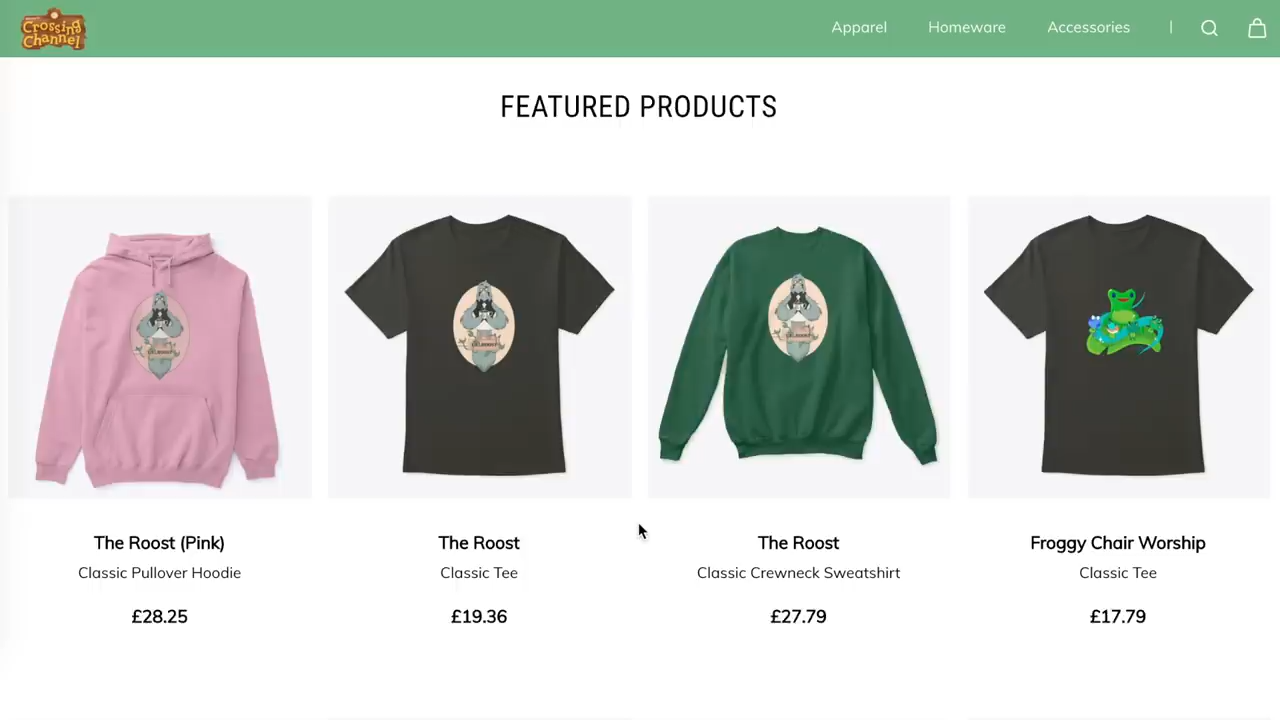 Crossing
Channel
Apparel
Homeware
Accessories
FEATURED PRODUCTS
The Roost (Pink)
Classic Pullover Hoodie
£28.25
The Roost
Classic Tee
£19.36
The Roost
Classic Crewneck Sweatshirt
£27.79
Froggy Chair Worship
Classic Tee
£17.79